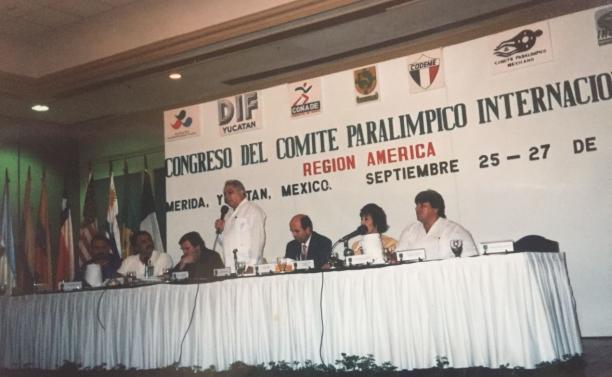 DIF
YUCATAN
CONADE
CODEME
COMITE PARALIMPICO
MEXICANO
CONGRESO DEL COMITE PARALIMPICO INTERNACIO
REGION AMERICA
MERIDA, YUCATAN, MEXICO. SEPTIEMBRE 25 - 27 DE